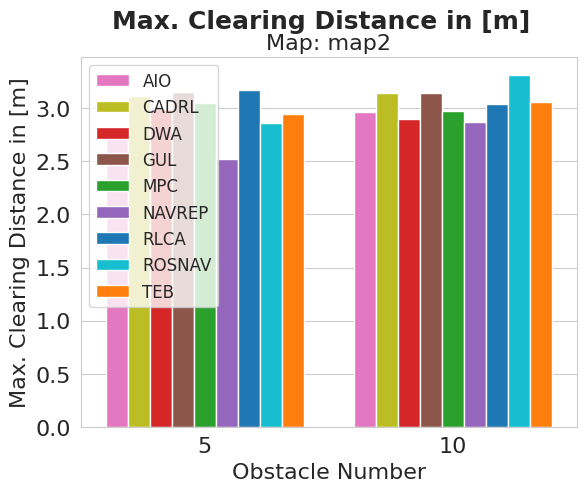 Max. Clearing Distance in [m]
Map: map2
Max. Clearing Distance in [m]
3.0
2.5
2.0
1.5
1.0
0.5
0.0
AIO
CADRL
DWA
GUL
MPC
NAVREP
RLCA
ROSNAV
TEB
5
10
Obstacle Number